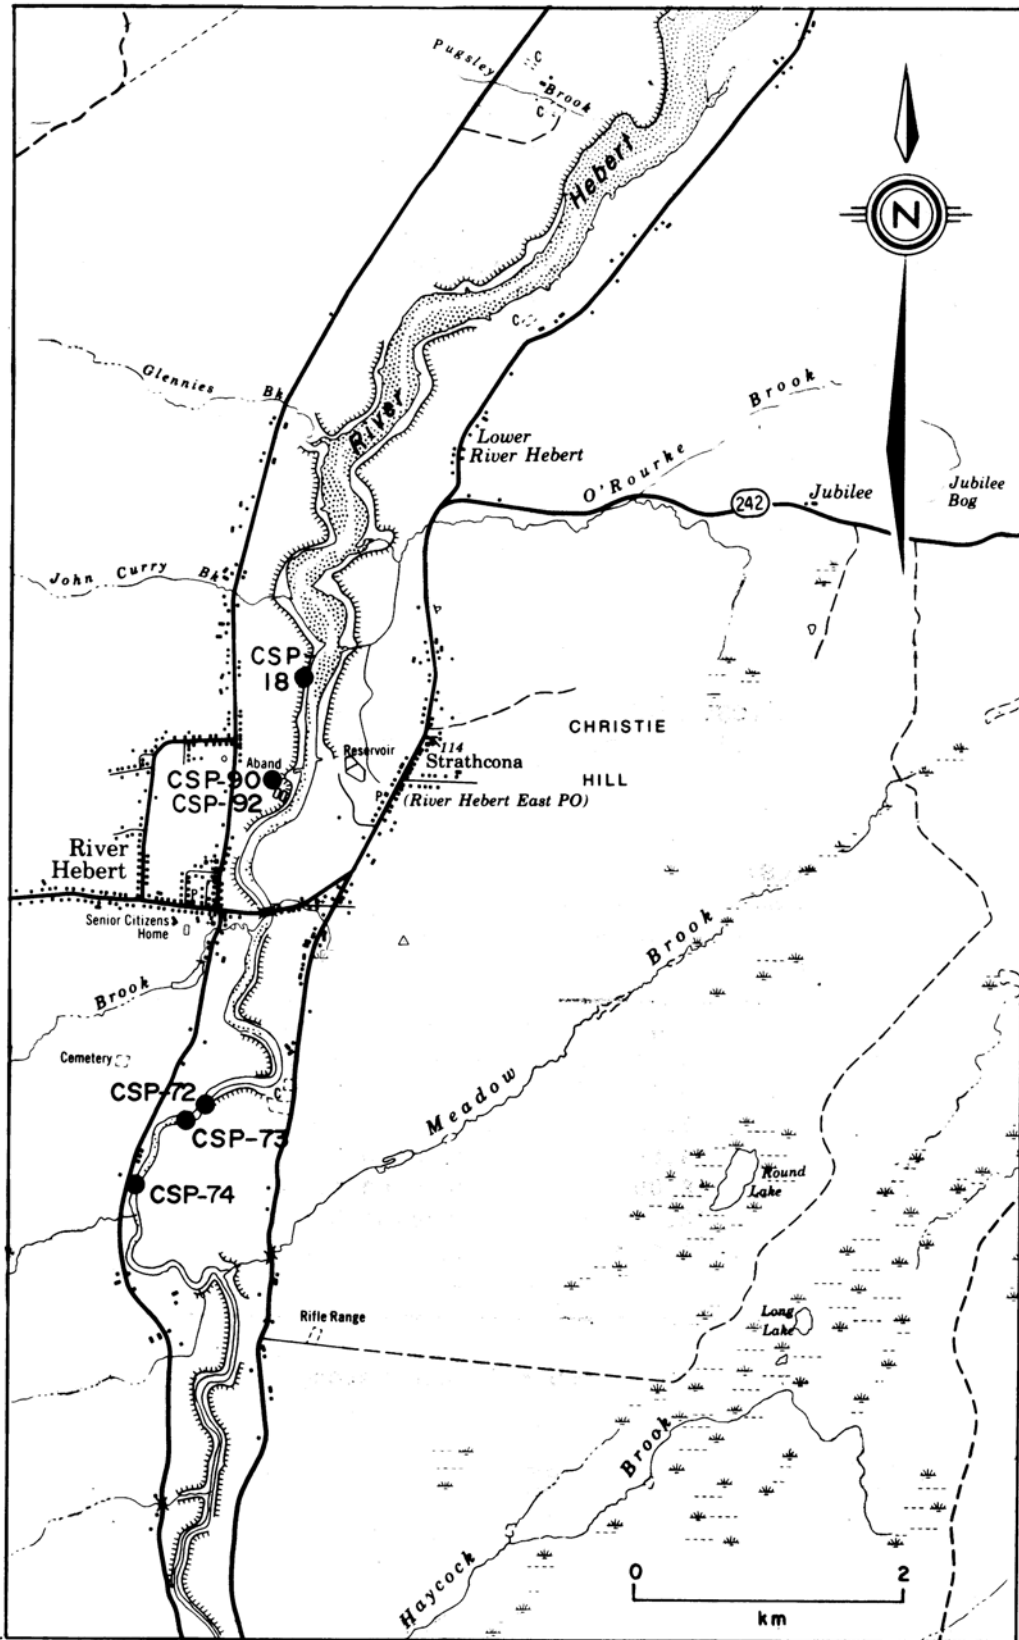 Pugsley
Brook
C
C
Hebert
N
C
Glennies Bk
River
Brook
Lower
River Hebert
O'Rourke
242
Jubilee
Jubilee
Bog
John Curry Bk
CSP-
18
CHRISTIE
HILL
114
Strathcona
Reservoir
Aband
CSP-90
CSP-92
P
P
(River Hebert East PO)
River
Hebert
P
Senior Citizens
Home
Brook
Brook
Meadow
Cemetery
CSP-72
C
CSP-73
CSP-74
Round
Lake
Long
Lake
Rifle Range
Brook
Haycock
0
2
km